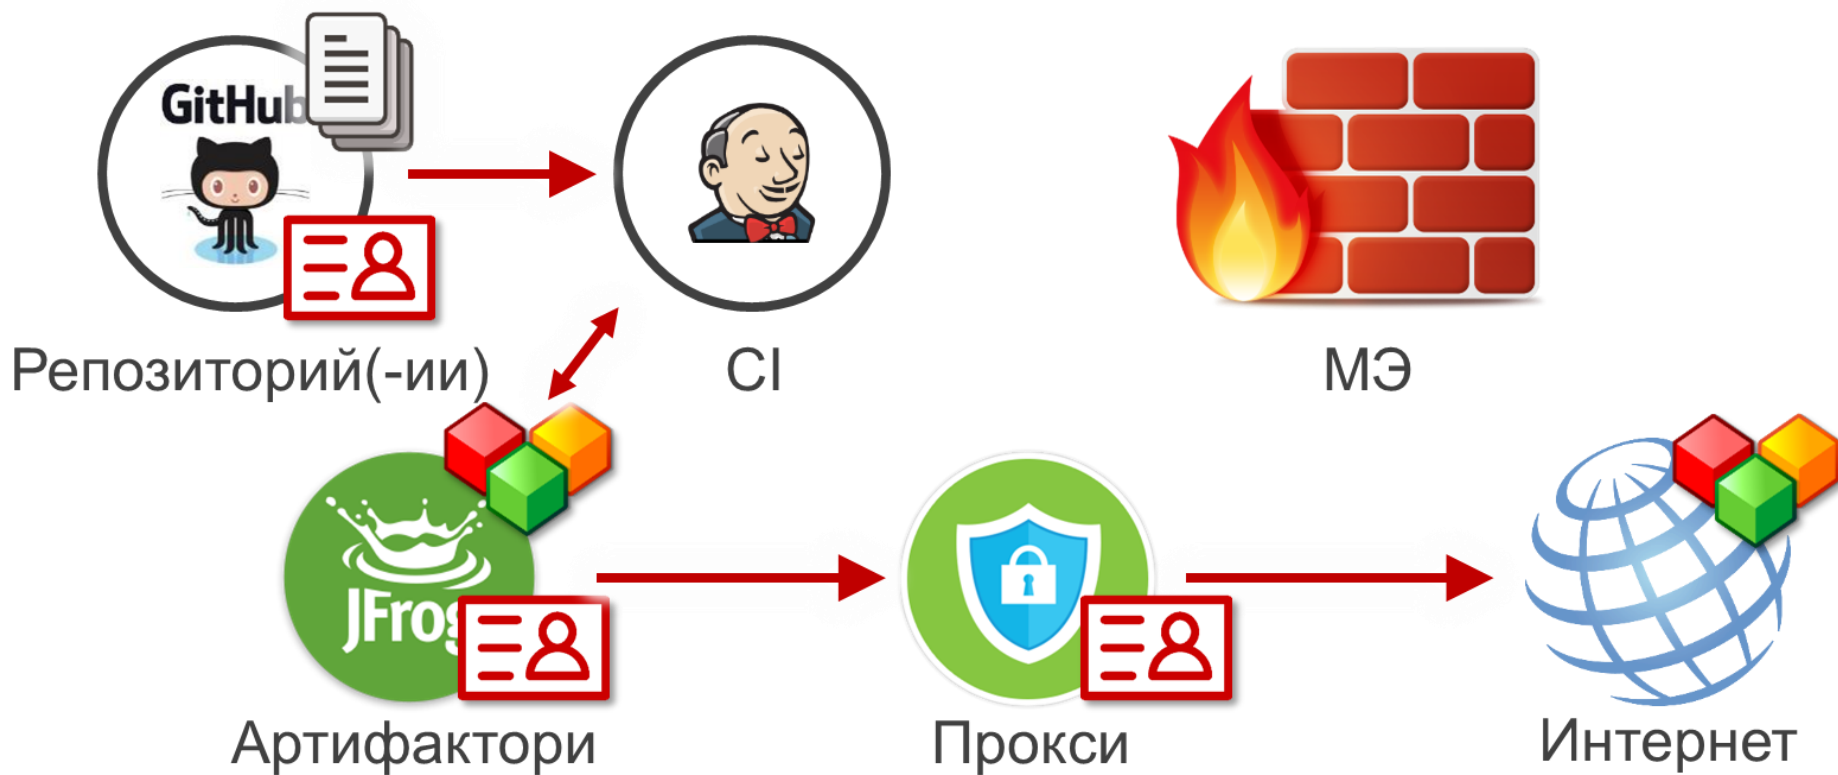 GitHub
Репозиторий(-ии)
CI
МЭ
JFrog
Артифактори
Прокси
Интернет